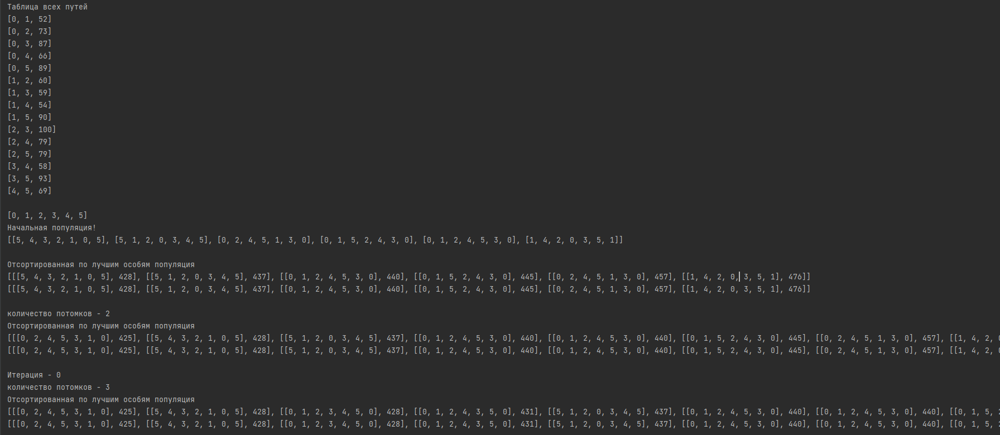 Таблица всех путей
[0, 1, 52]
[0, 2, 73]
[0, 3, 87]
[0, 4, 66]
[0, 5, 89]
[1, 2, 60]
[1, 3, 59]
[1, 4, 54]
[1, 5, 90]
[2, 3, 100]
[2, 4, 79]
[2, 5, 79]
[3, 4, 58]
[3, 5, 93]
[4, 5, 69]
[0, 1, 2, 3, 4, 5]
Начальная популяция!
[[5, 4, 3, 2, 1, 0, 5], [5, 1, 2, 0, 3, 4, 5], [0, 2, 4, 5, 1, 3, 0], [0, 1, 5, 2, 4, 3, 0], [0, 1, 2, 4, 5, 3, 0], [1, 4, 2, 0, 3, 5, 1]]
Отсортированная по лучшим особям популяция
[[[5, 4, 3, 2, 1, 0, 5], 428], [[5, 1, 2, 0, 3, 4, 5], 437], [[0, 1, 2, 4, 5, 3, 0], 440], [[0, 1, 5, 2, 4, 3, 0], 445], [[0, 2, 4, 5, 1, 3, 0], 457], [[1, 4, 2, 0, 3, 5, 1], 476]]
[[[5, 4, 3, 2, 1, 0, 5], 428], [[5, 1, 2, 0, 3, 4, 5], 437], [[0, 1, 2, 4, 5, 3, 0], 440], [[0, 1, 5, 2, 4, 3, 0], 445], [[0, 2, 4, 5, 1, 3, 0], 457], [[1, 4, 2, 0, 3, 5, 1], 476]]
количество потомков - 2
Отсортированная по лучшим особям популяция
[[[0, 2, 4, 5, 3, 1, 0], 425], [[5, 4, 3, 2, 1, 0, 5], 428], [[5, 1, 2, 0, 3, 4, 5], 437], [[0, 1, 2, 4, 5, 3, 0], 440], [[0, 1, 2, 4, 5, 3, 0], 440], [[0, 1, 5, 2, 4, 3, 0], 445], [[0, 2, 4, 5, 1, 3, 0], 457], [[1, 4, 2,
[[[0, 2, 4, 5, 3, 1, 0], 425], [[5, 4, 3, 2, 1, 0, 5], 428], [[5, 1, 2, 0, 3, 4, 5], 437], [[0, 1, 2, 4, 5, 3, 0], 440], [[0, 1, 2, 4, 5, 3, 0], 440], [[0, 1, 5, 2, 4, 3, 0], 445], [[0, 2, 4, 5, 1, 3, 0], 457], [[1, 4, 2,
Итерация - 0
количество потомков - 3
Отсортированная по лучшим особям популяция
[[[0, 2, 4, 5, 3, 1, 0], 425], [[5, 4, 3, 2, 1, 0, 5], 428], [[0, 1, 2, 3, 4, 5, 0], 428], [[0, 1, 2, 4, 3, 5, 0], 431], [[5, 1, 2, 0, 3, 4, 5], 437], [[0, 1, 2, 4, 5, 3, 0], 440], [[0, 1, 2, 4, 5, 3, 0], 440], [[0, 1, 5,
[[[0, 2, 4, 5, 3, 1, 0], 425], [[5, 4, 3, 2, 1, 0, 5], 428], [[0, 1, 2, 3, 4, 5, 0], 428], [[0, 1, 2, 4, 3, 5, 0], 431], [[5, 1, 2, 0, 3, 4, 5], 437], [[0, 1, 2, 4, 5, 3, 0], 440], [[0, 1, 2, 4, 5, 3, 0], 440], [[0, 1, 5,